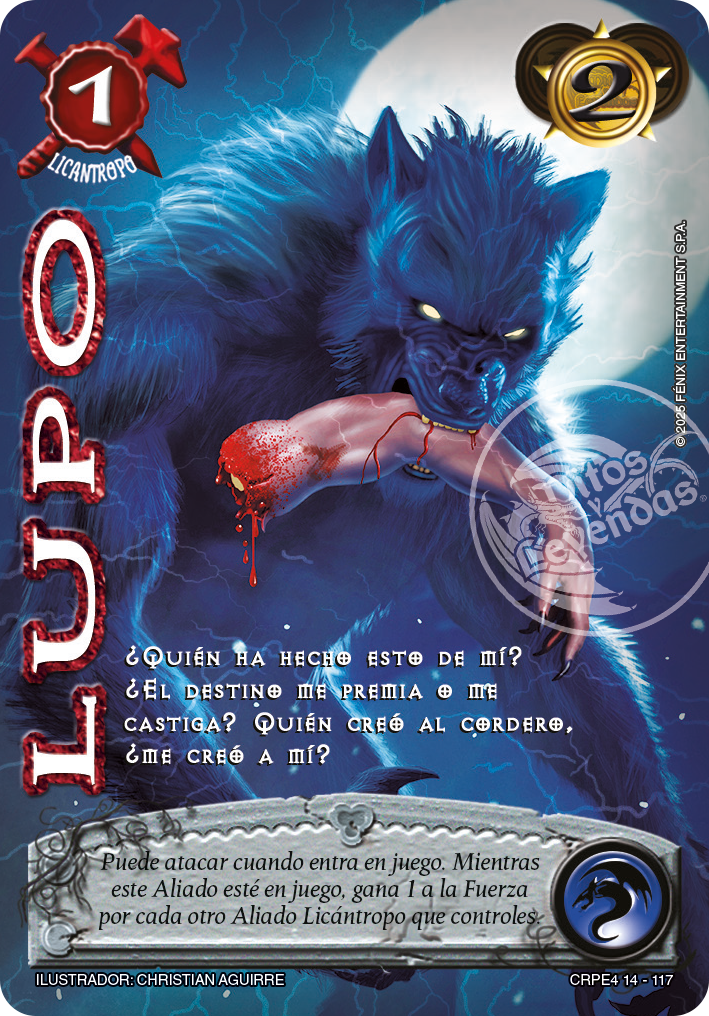 1
LICANTROPO
2
LUPO
© 2025 FÉNIX ENTERTAINMENT S.P.A.
Mitos
y
Leyendas®
¿Quién ha hecho esto de mí?
¿El destino me premia o me
castiga? Quién creó al cordero,
¿me creó a mí?
Puede atacar cuando entra en juego. Mientras
este Aliado esté en juego, gana 1 a la Fuerza
por cada otro Aliado Licántropo que controles.
ILUSTRADOR: CHRISTIAN AGUIRRE
CRPE4 14 - 117